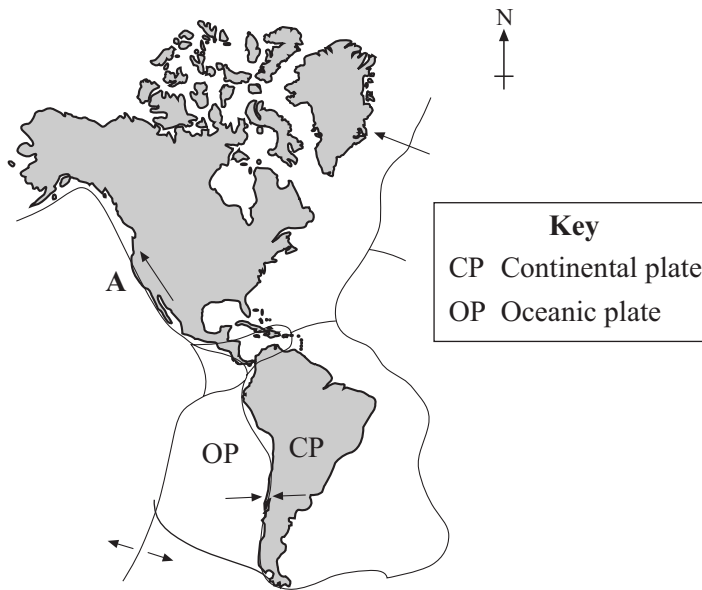 N
Key
CP Continental plate
OP Oceanic plate
A
OP CP